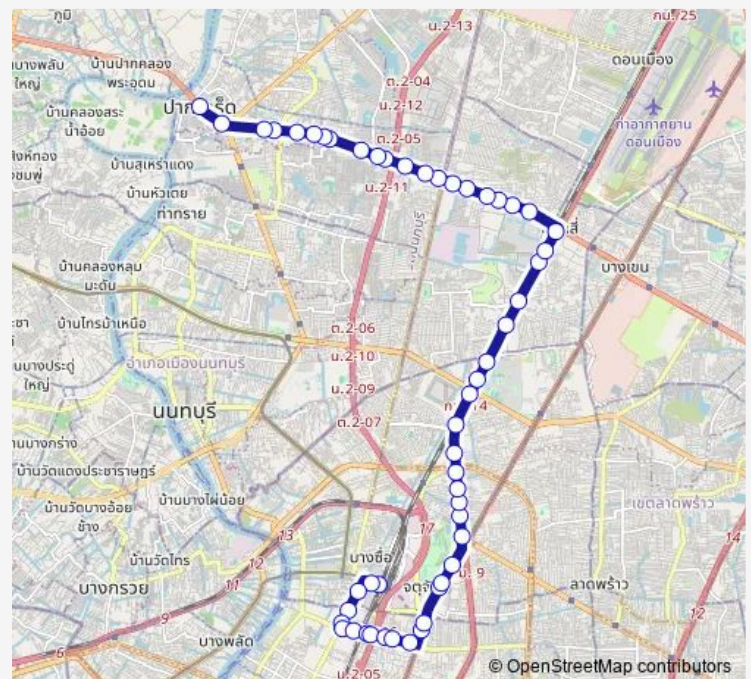 ภูมิ
น.2-13
กม. 25
บ้านปากคลอง
พระอุดม
ดอนเมือง
ต.2-04
น.2-12
ใหญ่
บ้านคลองสระ
น้ำอ้อย
ท่าอากาศยาน
ดอนเมือง
ต.2-05
บ้านสุเหร่าแดง
น.2-11
บ้านหัวเตย
ท่าทราย
บ้านคลองหลุม
มะดัน
บางเขน
บ้านไทรม้าเหนือ
ต.2-06
น.2-10
อำเภอเมืองนนทบุรี
ใหญ่
น.2-09
นนทบุรี
ต.2-07
บ้านวัดแดงประชาราษฎร์
บ้านวัดบางอ้อย
ช้าง
บ้านบางไผ่น้อย
เขตลาดพร้าว
13
17
14
12
บ้านวัดไทร
บางซื่อ
บางกรวย
11
น. 9
ลาดพร้าว
9
12
บางพลัด
6
น.2-05
© OpenStreetMap contributors